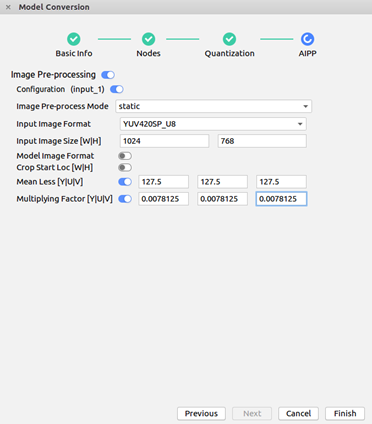 Model Conversion
Basic Info Nodes Quantization AIPP
Image Pre-processing
Configuration (input_1)
Image Pre-process Mode static
Input Image Format YUV420SP_U8
Input Image Size [W|H] 1024 768
Model Image Format
Crop Start Loc [W|H]
Mean Less [Y|U|V] 127.5 127.5 127.5
Multiplying Factor [Y|U|V] 0.0078125 0.0078125 0.0078125
Previous Next Cancel Finish